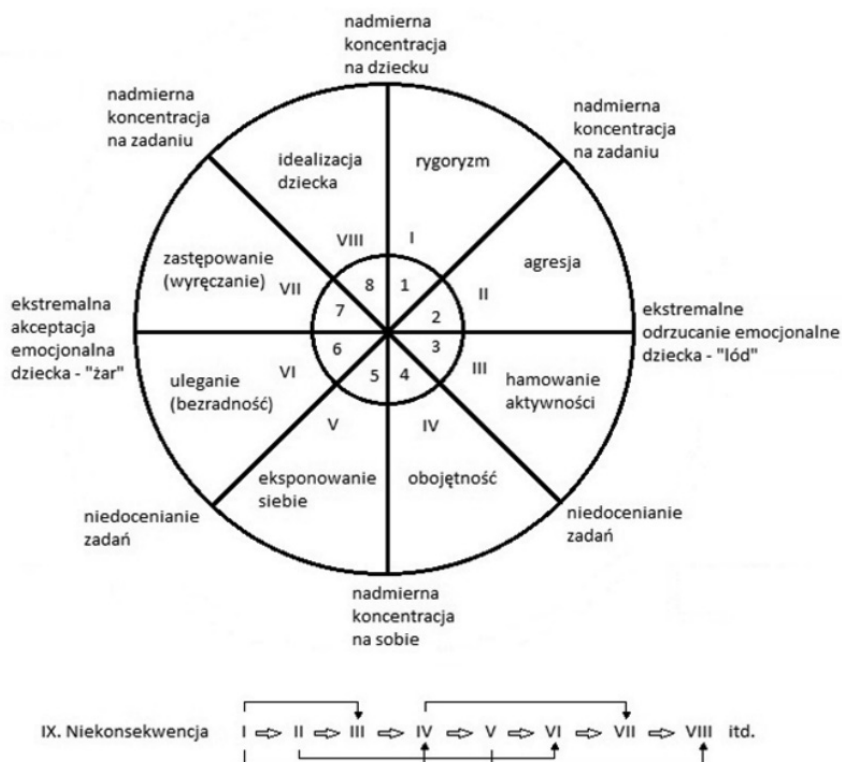 nadmierna
koncentracja
na dziecku
nadmierna
koncentracja
na zadaniu
nadmierna
koncentracja
na zadaniu
idealizacja
dziecka
rygoryzm
VIII
I
zastępowanie
(wyręczanie)
VII
8
1
7
2
II
agresja
ekstremalna
akceptacja
emocjonalna
dziecka - "żar"
ekstremalne
odrzucanie emocjonalne
dziecka - "lód"
uleganie
(bezradność)
VI
6
3
5
4
III
hamowanie
aktywności
V
IV
eksponowanie
siebie
obojętność
niedocenianie
zadań
niedocenianie
zadań
nadmierna
koncentracja
na sobie
IX. Niekonsekwencja I ⇨ II ⇨ III ⇨ IV ⇨ V ⇨ VI ⇨ VII ⇨ VIII itd.